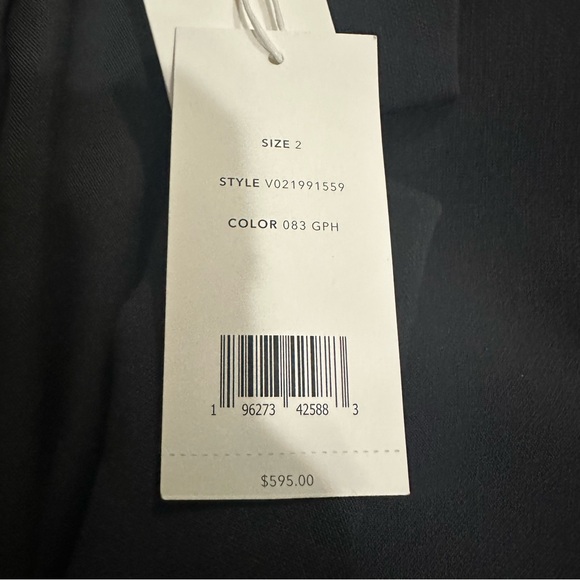 SIZE 2
STYLE V021991559
COLOR 083 GPH
1 96273 42588 3
$595.00